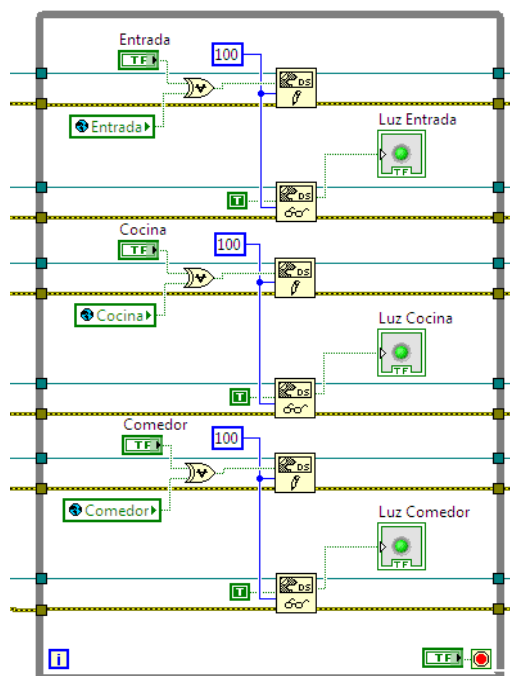 Entrada
100
TF
Entrada
DS
Luz Entrada
TF
T
DS
Cocina
100
TF
DS
Cocina
Luz Cocina
TF
T
DS
Comedor
100
TF
DS
Comedor
Luz Comedor
TF
T
DS
i
TF